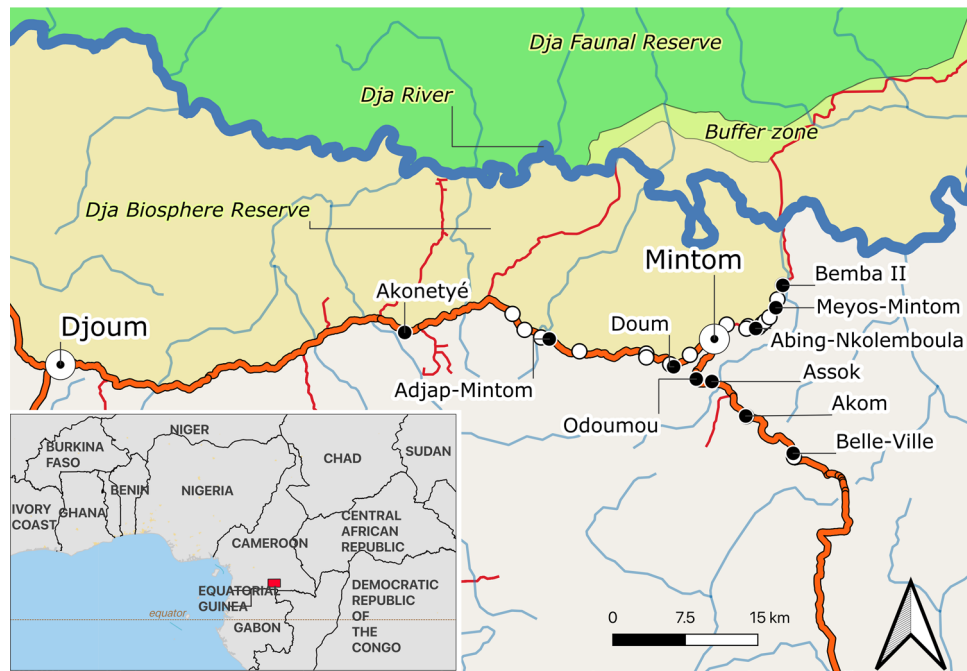 Dja Faunal Reserve
Dja River
Buffer zone
Dja Biosphere Reserve
Mintom
Bemba II
Akonetyé
Meyos-Mintom
Djoum
Doum
Abing-Nkolemboula
Assok
Adjap-Mintom
Akom
Odoumou
Belle-Ville
NIGER
BURKINA
FASO
CHAD
SUDAN
BENIN
NIGERIA
IVORY
COAST
GHANA
CENTRAL
AFRICAN
REPUBLIC
CAMEROON
EQUATORIAL
GUINEA
DEMOCRATIC
REPUBLIC
OF
THE
CONGO
equator
GABON
0 7.5 15 km